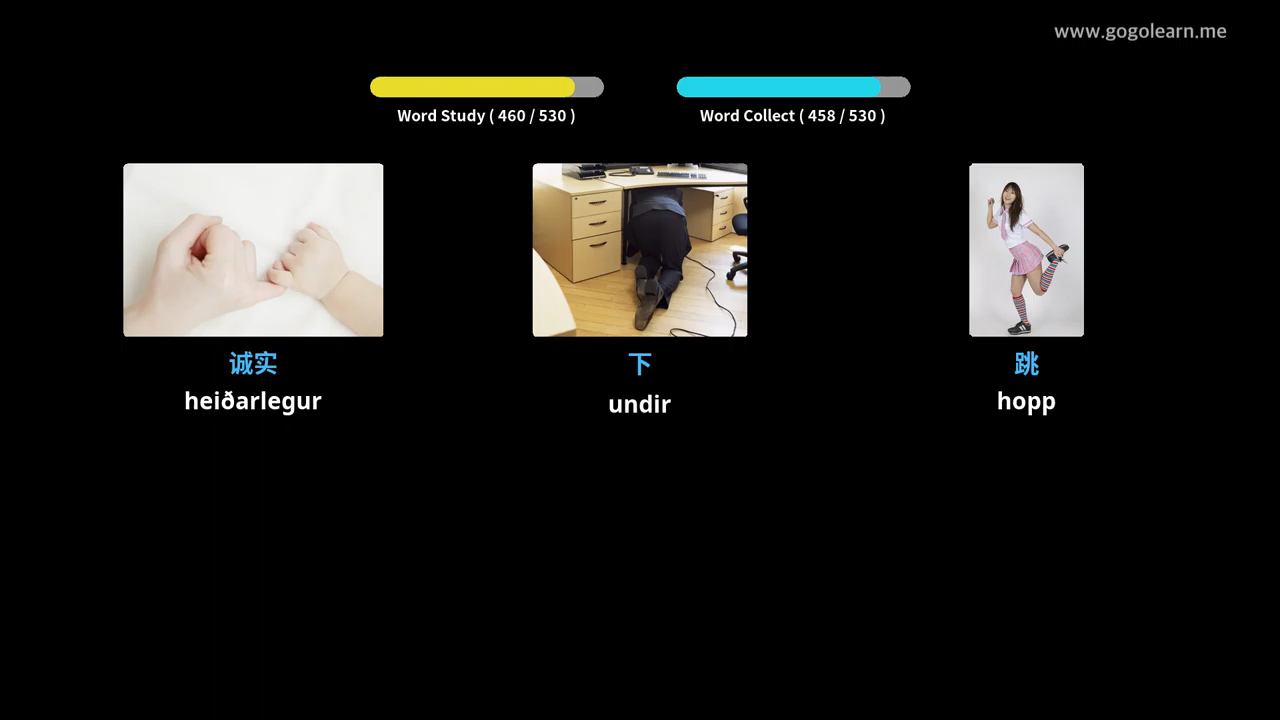 www.gogolearn.me
Word Study ( 460 / 530 )
Word Collect ( 458 / 530 )
诚实
heiðarlegur
下
undir
跳
hopp